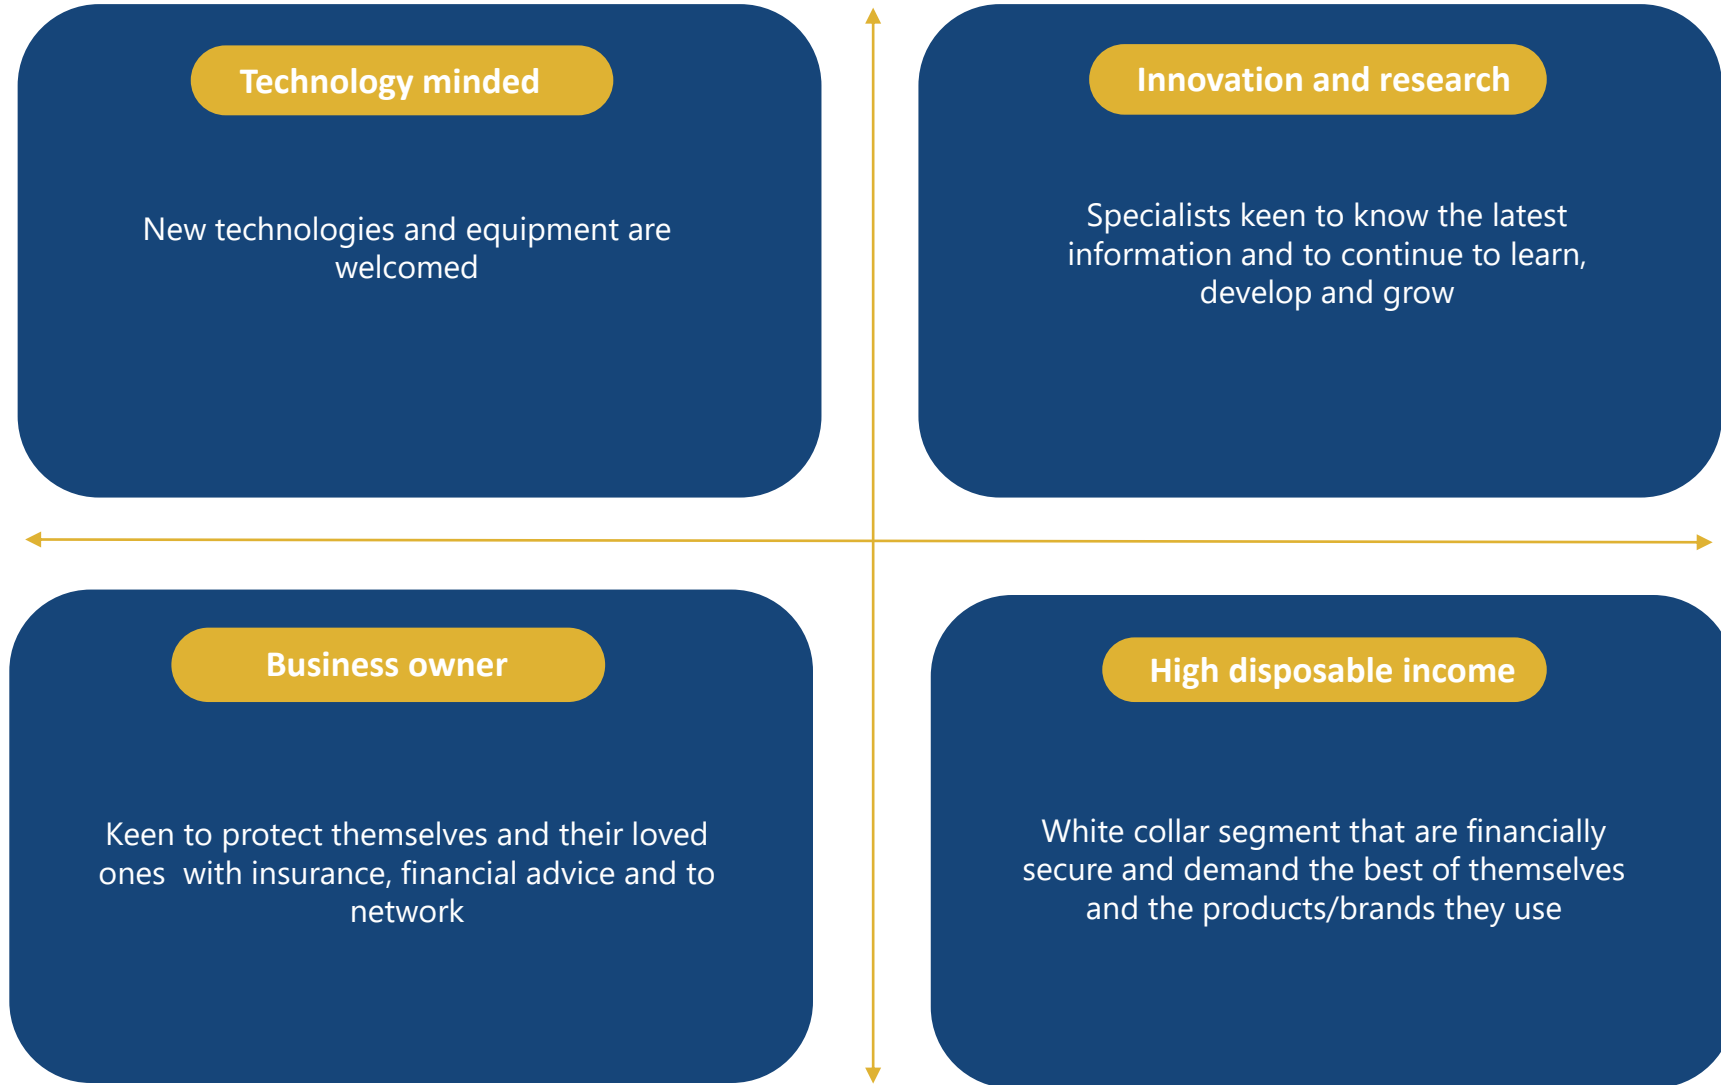 Technology minded
New technologies and equipment are
welcomed
Innovation and research
Specialists keen to know the latest
information and to continue to learn,
develop and grow
Business owner
Keen to protect themselves and their loved
ones  with insurance, financial advice and to
network
High disposable income
White collar segment that are financially
secure and demand the best of themselves
and the products/brands they use